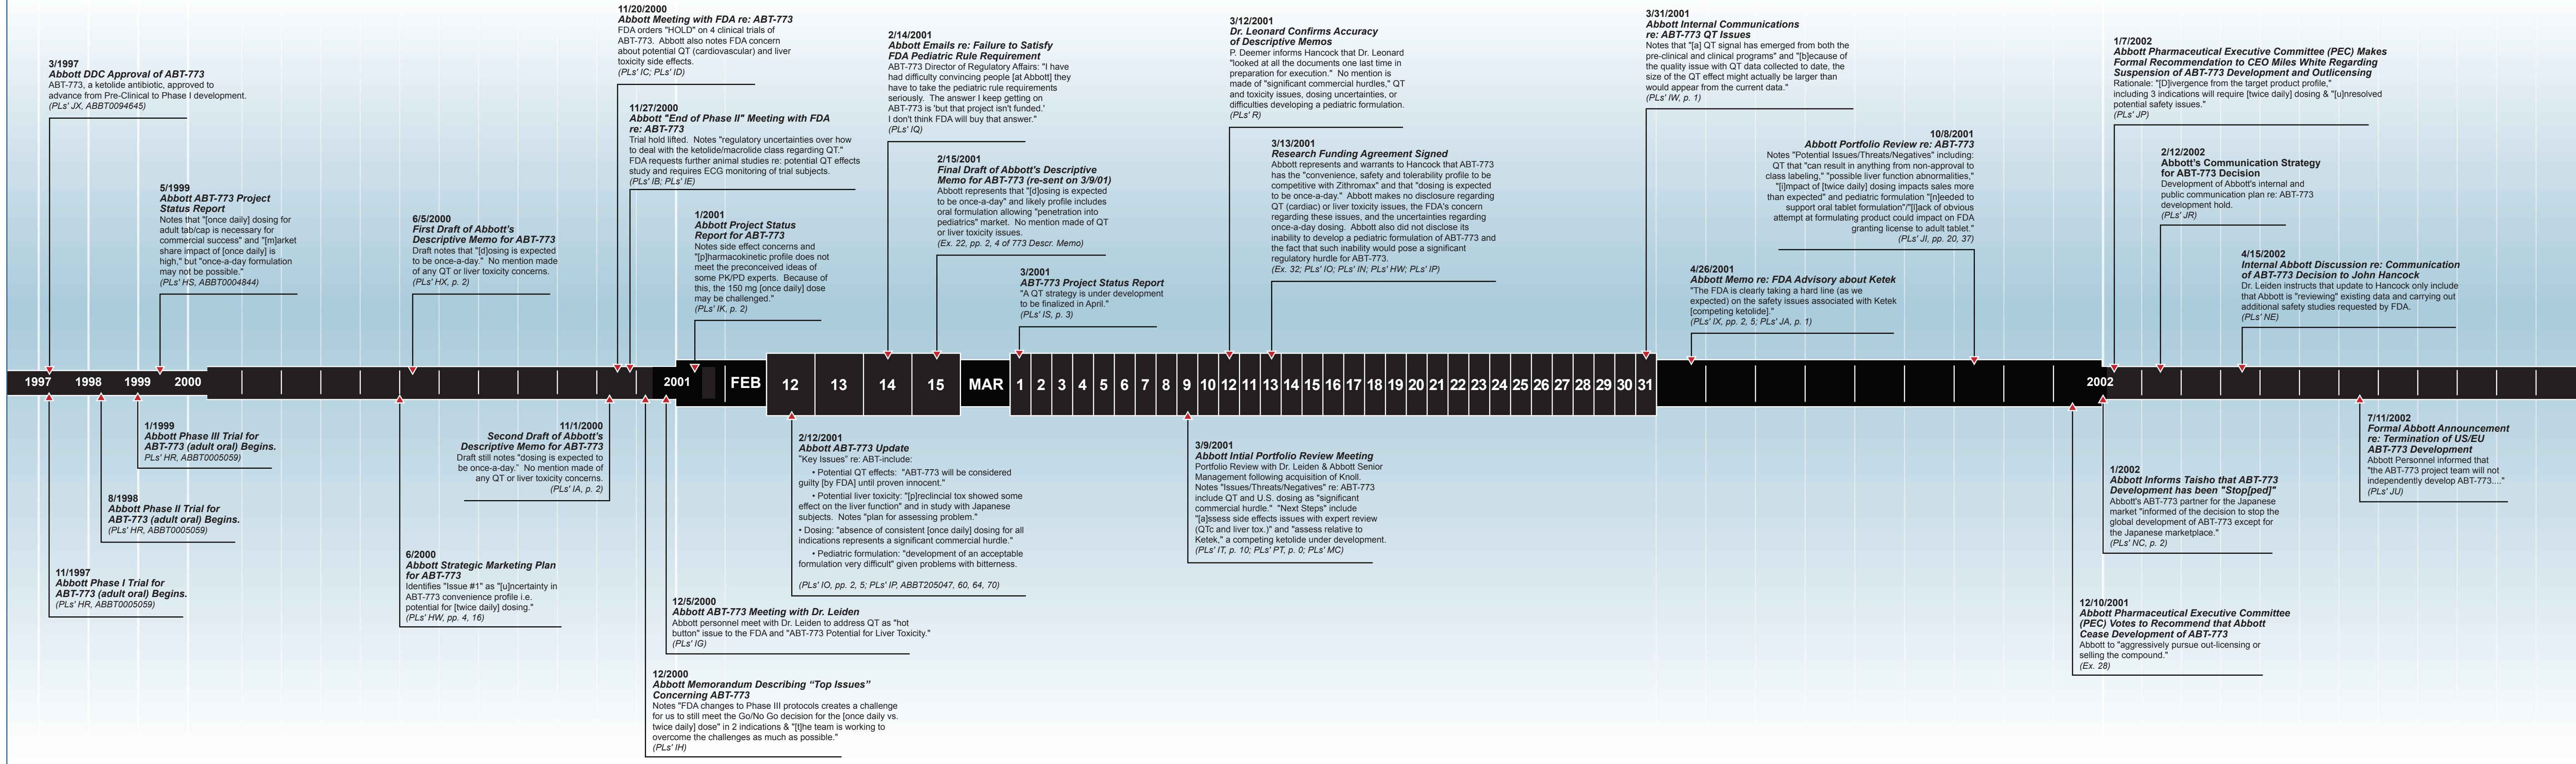 3/1997
Abbott DDC Approval of ABT-773
ABT-773, a ketolide antibiotic, approved to
advance from Pre-Clinical to Phase I development.
(PLs' JX, ABBT0094645)
5/1999
Abbott ABT-773 Project
Status Report
Notes that "[once daily] dosing for
adult tab/cap is necessary for
commercial success" and "[m]arket
share impact of [once daily] is
high," but "once-a-day formulation
may not be possible."
(PLs' HS, ABBT0004844)
6/5/2000
First Draft of Abbott's
Descriptive Memo for ABT-773
Draft notes that "[d]osing is expected
to be once-a-day." No mention made
of any QT or liver toxicity concerns.
(PLs' HX, p. 2)
11/20/2000
Abbott Meeting with FDA re: ABT-773
FDA orders "HOLD" on 4 clinical trials of
ABT-773. Abbott also notes FDA concern
about potential QT (cardiovascular) and liver
toxicity side effects.
(PLs' IC; PLs' ID)
11/27/2000
Abbott "End of Phase II" Meeting with FDA
re: ABT-773
Trial hold lifted. Notes "regulatory uncertainties over how
to deal with the ketolide/macrolide class regarding QT."
FDA requests further animal studies re: potential QT effects
study and requires ECG monitoring of trial subjects.
(PLs' IB; PLs' IE)
1/2001
Abbott Project Status
Report for ABT-773
Notes side effect concerns and
"[p]harmacokinetic profile does not
meet the preconceived ideas of
some PK/PD experts. Because of
this, the 150 mg [once daily] dose
may be challenged."
(PLs' IK, p. 2)
2/14/2001
Abbott Emails re: Failure to Satisfy
FDA Pediatric Rule Requirement
ABT-773 Director of Regulatory Affairs: "I have
had difficulty convincing people [at Abbott] they
have to take the pediatric rule requirements
seriously. The answer I keep getting on
ABT-773 is 'but that project isn't funded.'
I don't think FDA will buy that answer."
(PLs' IQ)
2/15/2001
Final Draft of Abbott's Descriptive
Memo for ABT-773 (re-sent on 3/9/01)
Abbott represents that "[d]osing is expected
to be once-a-day" and likely profile includes
oral formulation allowing "penetration into
pediatrics" market. No mention made of QT
or liver toxicity issues.
(Ex. 22, pp. 2, 4 of 773 Descr. Memo)
3/2001
ABT-773 Project Status Report
"A QT strategy is under development
to be finalized in April."
(PLs' IS, p. 3)
3/12/2001
Dr. Leonard Confirms Accuracy
of Descriptive Memos
P. Deemer informs Hancock that Dr. Leonard
"looked at all the documents one last time in
preparation for execution." No mention is
made of "significant commercial hurdles," QT
and toxicity issues, dosing uncertainties, or
difficulties developing a pediatric formulation.
(PLs' R)
3/13/2001
Research Funding Agreement Signed
Abbott represents and warrants to Hancock that ABT-773
has the "convenience, safety and tolerability profile to be
competitive with Zithromax" and that "dosing is expected
to be once-a-day." Abbott makes no disclosure regarding
QT (cardiac) or liver toxicity issues, the FDA's concern
regarding these issues, and the uncertainties regarding
once-a-day dosing. Abbott also did not disclose its
inability to develop a pediatric formulation of ABT-773 and
the fact that such inability would pose a significant
regulatory hurdle for ABT-773.
(Ex. 32; PLs' IO; PLs' IN; PLs' HW; PLs' IP)
3/31/2001
Abbott Internal Communications
re: ABT-773 QT Issues
Notes that "[a] QT signal has emerged from both the
pre-clinical and clinical programs" and "[b]ecause of
the quality issue with QT data collected to date, the
size of the QT effect might actually be larger than
would appear from the current data."
(PLs' IW, p. 1)
10/8/2001
Abbott Portfolio Review re: ABT-773
Notes "Potential Issues/Threats/Negatives" including:
QT that "can result in anything from non-approval to
class labeling," "possible liver function abnormalities,"
"[i]mpact of [twice daily] dosing impacts sales more
than expected" and pediatric formulation "[n]eeded to
support oral tablet formulation"/"[l]ack of obvious
attempt at formulating product could impact on FDA
granting license to adult tablet."
(PLs' JI, pp. 20, 37)
4/26/2001
Abbott Memo re: FDA Advisory about Ketek
"The FDA is clearly taking a hard line (as we
expected) on the safety issues associated with Ketek
[competing ketolide]."
(PLs' IX, pp. 2, 5; PLs' JA, p. 1)
1/7/2002
Abbott Pharmaceutical Executive Committee (PEC) Makes
Formal Recommendation to CEO Miles White Regarding
Suspension of ABT-773 Development and Outlicensing
Rationale: "[D]ivergence from the target product profile,"
including 3 indications will require [twice daily] dosing & "[u]nresolved
potential safety issues."
(PLs' JP)
2/12/2002
Abbott's Communication Strategy
for ABT-773 Decision
Development of Abbott's internal and
public communication plan re: ABT-773
development hold.
(PLs' JR)
4/15/2002
Internal Abbott Discussion re: Communication
of ABT-773 Decision to John Hancock
Dr. Leiden instructs that update to Hancock only include
that Abbott is "reviewing" existing data and carrying out
additional safety studies requested by FDA.
(PLs' NE)
1997 1998 1999 2000 2001 FEB 12 13 14 15 MAR 1 2 3 4 5 6 7 8 9 10 11 12 13 14 15 16 17 18 19 20 21 22 23 24 25 26 27 28 29 30 31 2002
1/1999
Abbott Phase III Trial for
ABT-773 (adult oral) Begins.
PLs' HR, ABBT0005059)
8/1998
Abbott Phase II Trial for
ABT-773 (adult oral) Begins.
(PLs' HR, ABBT0005059)
11/1997
Abbott Phase I Trial for
ABT-773 (adult oral) Begins.
(PLs' HR, ABBT0005059)
11/1/2000
Second Draft of Abbott's
Descriptive Memo for ABT-773
Draft still notes "dosing is expected to
be once-a-day." No mention made of
any QT or liver toxicity concerns.
(PLs' IA, p. 2)
6/2000
Abbott Strategic Marketing Plan
for ABT-773
Identifies "Issue #1" as "[u]ncertainty in
ABT-773 convenience profile i.e.
potential for [twice daily] dosing."
(PLs' HW, pp. 4, 16)
2/12/2001
Abbott ABT-773 Update
"Key Issues" re: ABT-include:
• Potential QT effects: "ABT-773 will be considered
guilty [by FDA] until proven innocent."
• Potential liver toxicity: "[p]reclincial tox showed some
effect on the liver function" and in study with Japanese
subjects. Notes "plan for assessing problem."
• Dosing: "absence of consistent [once daily] dosing for all
indications represents a significant commercial hurdle."
• Pediatric formulation: "development of an acceptable
formulation very difficult" given problems with bitterness.
(PLs' IO, pp. 2, 5; PLs' IP, ABBT205047, 60, 64, 70)
12/5/2000
Abbott ABT-773 Meeting with Dr. Leiden
Abbott personnel meet with Dr. Leiden to address QT as "hot
button" issue to the FDA and "ABT-773 Potential for Liver Toxicity."
(PLs' IG)
12/2000
Abbott Memorandum Describing “Top Issues”
Concerning ABT-773
Notes "FDA changes to Phase III protocols creates a challenge
for us to still meet the Go/No Go decision for the [once daily vs.
twice daily] dose" in 2 indications & "[t]he team is working to
overcome the challenges as much as possible."
(PLs' IH)
3/9/2001
Abbott Intial Portfolio Review Meeting
Portfolio Review with Dr. Leiden & Abbott Senior
Management following acquisition of Knoll.
Notes "Issues/Threats/Negatives" re: ABT-773
include QT and U.S. dosing as "significant
commercial hurdle." "Next Steps" include
"[a]ssess side effects issues with expert review
(QTc and liver tox.)" and "assess relative to
Ketek," a competing ketolide under development.
(PLs' IT, p. 10; PLs' PT, p. 0; PLs' MC)
7/11/2002
Formal Abbott Announcement
re: Termination of US/EU
ABT-773 Development
Abbott Personnel informed that
"the ABT-773 project team will not
independently develop ABT-773...."
(PLs' JU)
1/2002
Abbott Informs Taisho that ABT-773
Development has been "Stop[ped]"
Abbott's ABT-773 partner for the Japanese
market "informed of the decision to stop the
global development of ABT-773 except for
the Japanese marketplace."
(PLs' NC, p. 2)
12/10/2001
Abbott Pharmaceutical Executive Committee
(PEC) Votes to Recommend that Abbott
Cease Development of ABT-773
Abbott to "aggressively pursue out-licensing or
selling the compound."
(Ex. 28)